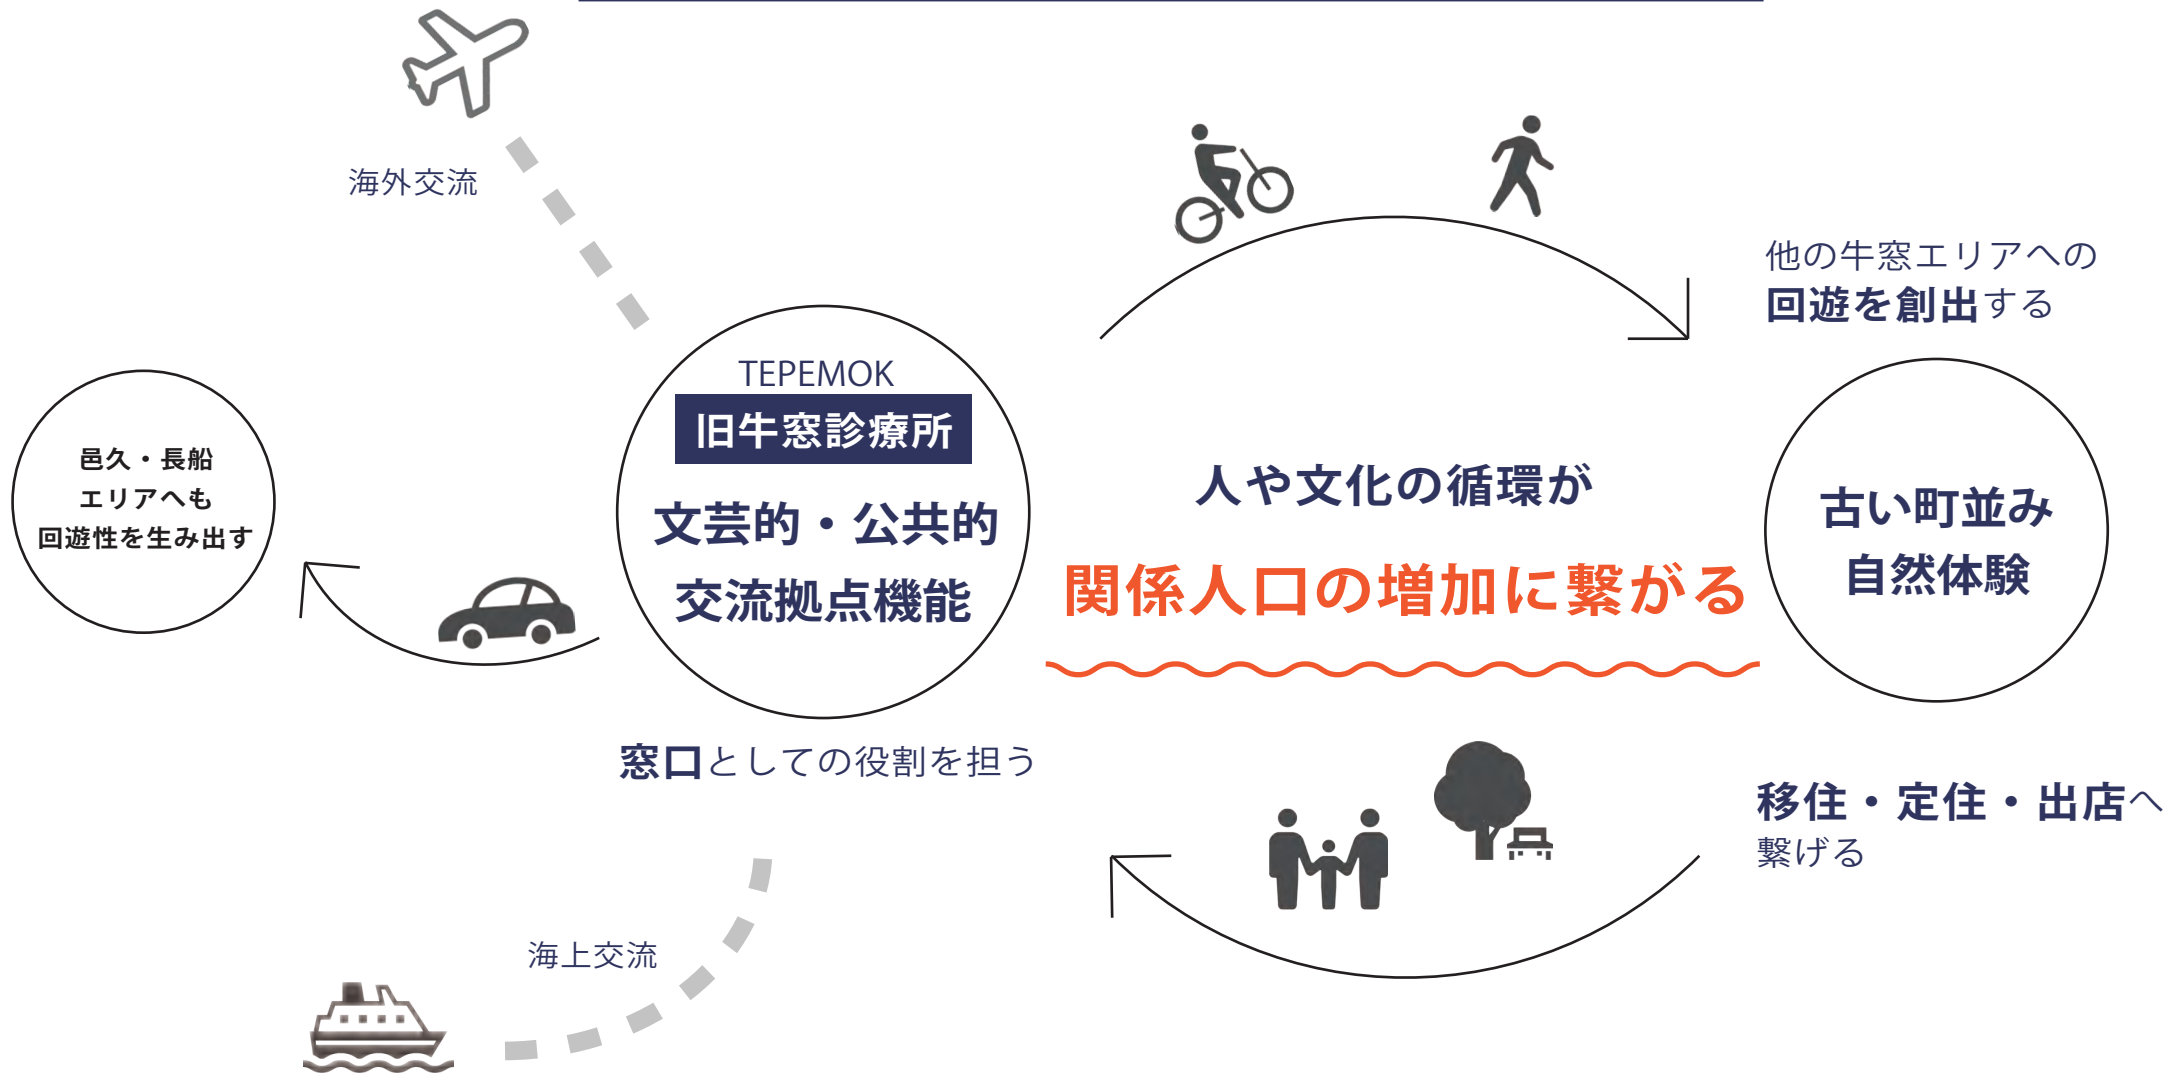 海外交流
他の牛窓エリアへの
回遊を創出する
TEPEMOK
旧牛窓診療所
文芸的・公共的
交流拠点機能
邑久・長船
エリアへも
回遊性を生み出す
人や文化の循環が
関係人口の増加に繋がる
古い町並み
自然体験
窓口としての役割を担う
移住・定住・出店へ
繋げる
海上交流